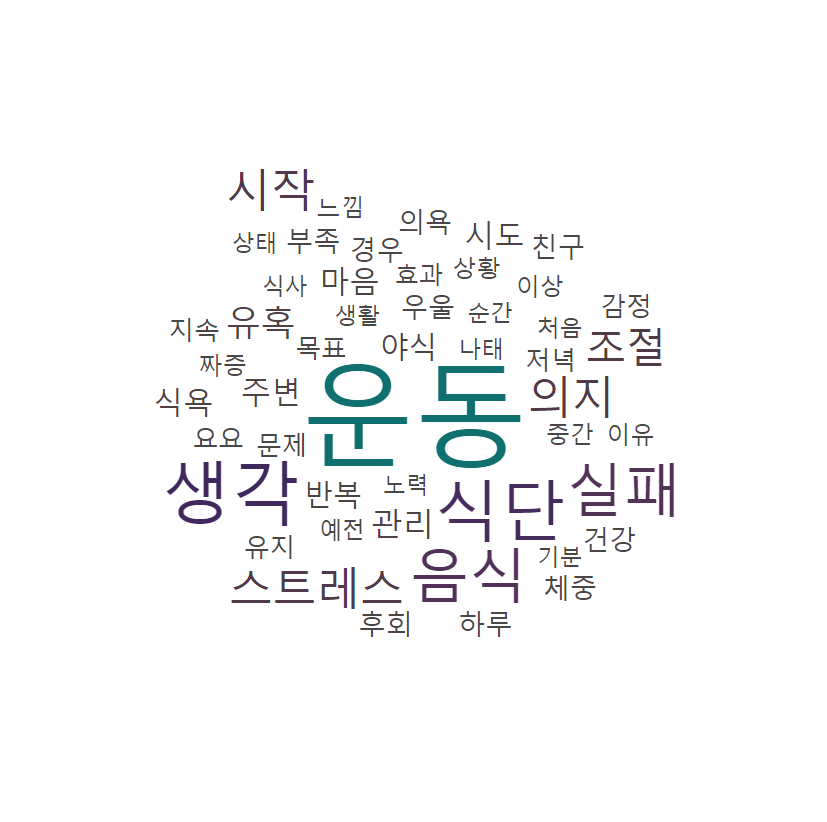 시작
느낌
의욕
시도
친구
상태
부족
경우
식사
마음
효과
상황
이상
지속
유혹
생활
우울
순간
감정
처음
짜증
목표
야식
나태
저녁
조절
식욕
주변
운동
의지
요요
문제
중간
이유
생각
반복
노력
식단
실패
예전
관리
유지
건강
스트레스
음식
기분
체중
후회
하루